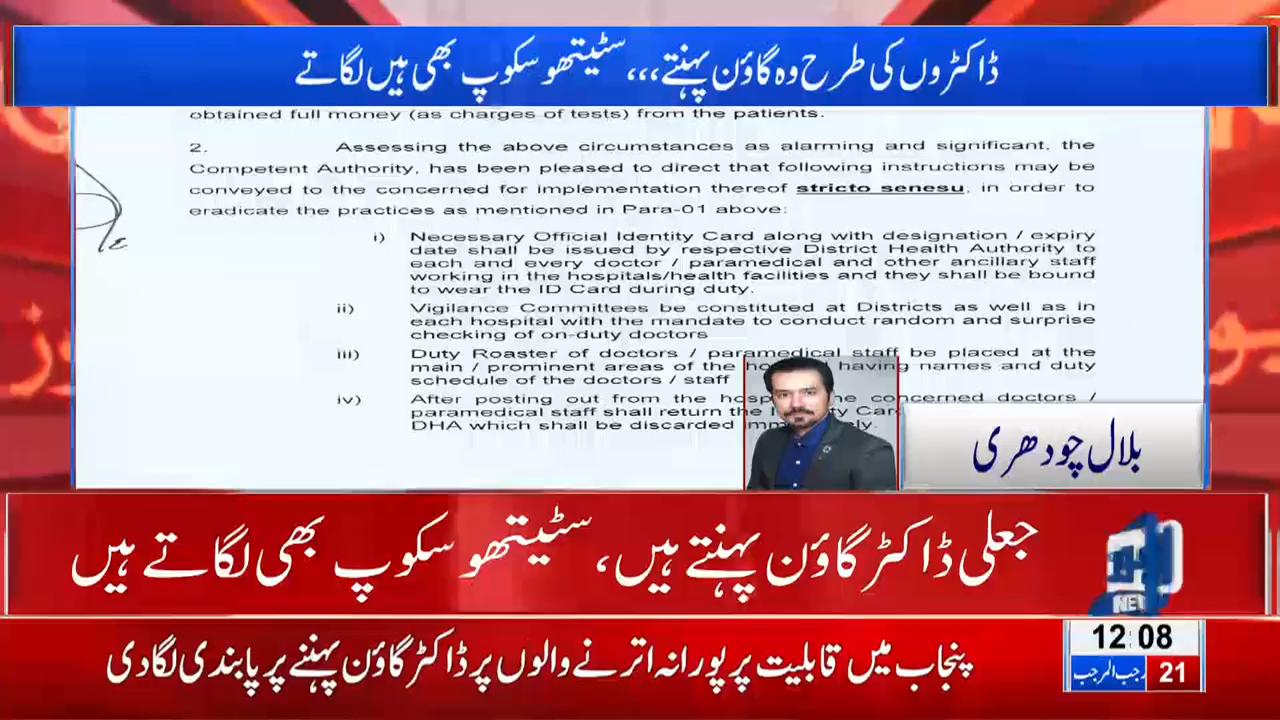 ڈاکٹروں کی طرح وہ گاؤن پہنتے،،، سٹیتھو سکوپ بھی ہیں لگاتے
obtained full money (as charges of tests) from the patients.
2. Assessing the above circumstances as alarming and significant, the
Competent Authority, has been pleased to direct that following instructions may be
conveyed to the concerned for implementation thereof stricto senesu, in order to
eradicate the practices as mentioned in Para-01 above:
i) Necessary Official Identity Card along with designation / expiry
date shall be issued by respective District Health Authority to
each and every doctor / paramedical and other ancillary staff
working in the hospitals/health facilities and they shall be bound
to wear the ID Card during duty.
ii) Vigilance Committees be constituted at Districts as well as in
each hospital with the mandate to conduct random and surprise
checking of on-duty doctors
iii) Duty Roaster of doctors / paramedical staff be placed at the
main / prominent areas of the having names and duty
schedule of the doctors / staff
iv) After posting out from the concerned doctors /
paramedical staff shall return the
DHA which shall be discarded
بلال چودھری
جعلی ڈاکٹر گاؤن پہنتے ہیں، سٹیتھو سکوپ بھی لگاتے ہیں
NEWS
پنجاب میں قابلیت پر پورا نہ اترنے والوں پر ڈاکٹر گاؤن پہننے پر پابندی لگا دی
12:08
21 رجب المرجب